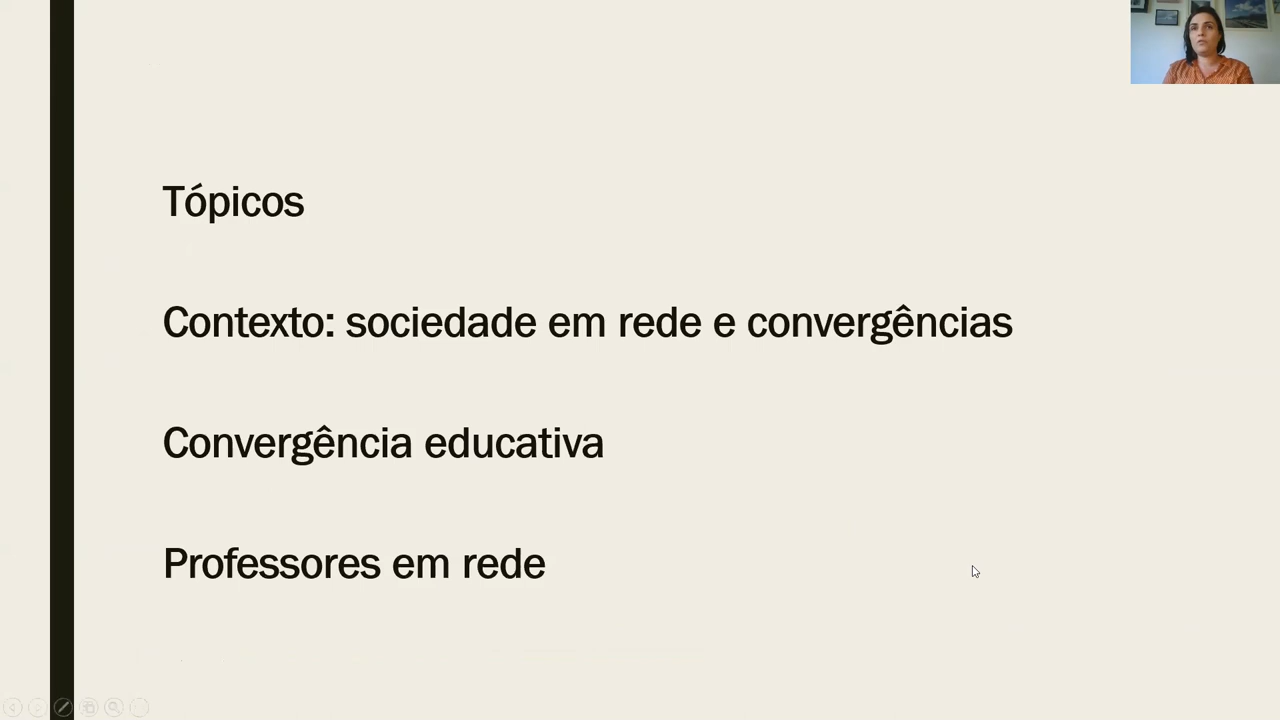 Tópicos
Contexto: sociedade em rede e convergências
Convergência educativa
Professores em rede